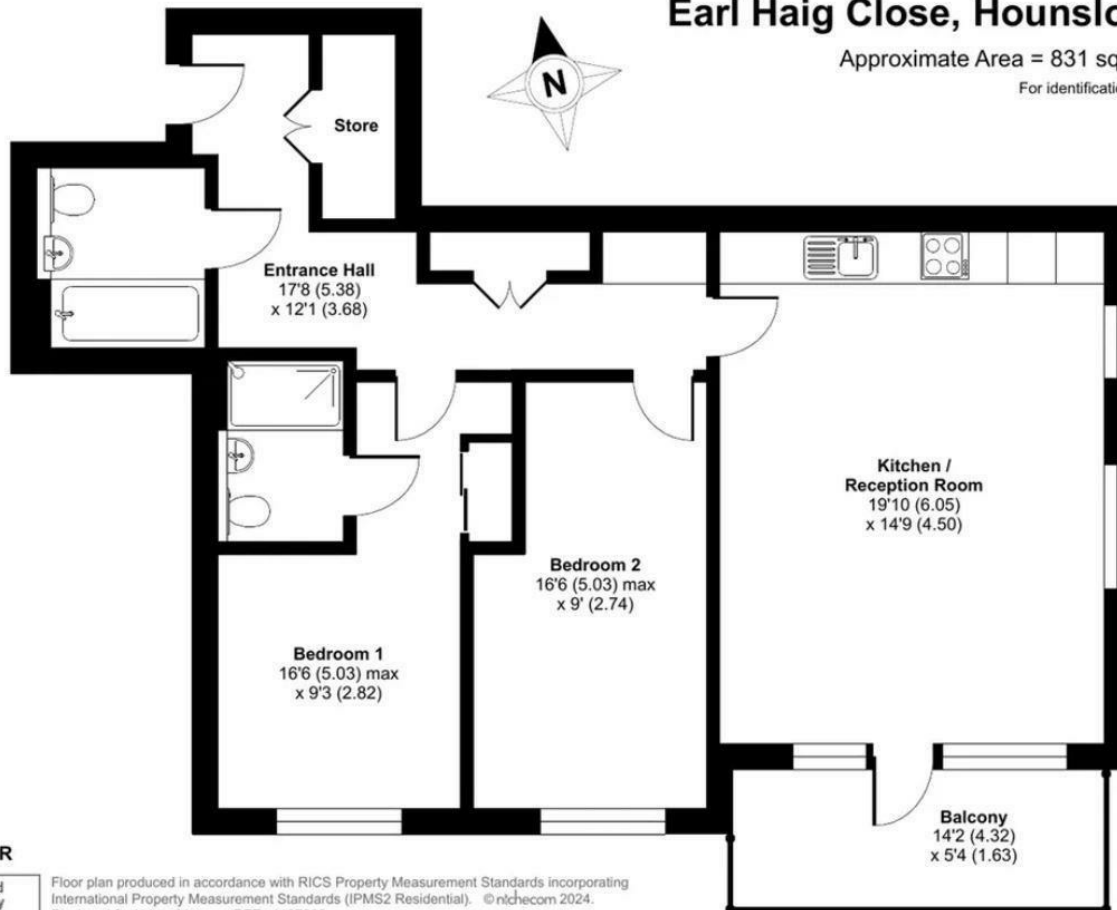 Earl Haig Close, Hounslo
Approximate Area = 831 sq
For identificatio
N
Store
Entrance Hall
17'8 (5.38)
x 12'1 (3.68)
Kitchen /
Reception Room
19'10 (6.05)
x 14'9 (4.50)
Bedroom 2
16'6 (5.03) max
x 9' (2.74)
Bedroom 1
16'6 (5.03) max
x 9'3 (2.82)
Balcony
14'2 (4.32)
x 5'4 (1.63)
R
d
Floor plan produced in accordance with RICS Property Measurement Standards incorporating
y
International Property Measurement Standards (IPMS2 Residential). © nichecom 2024.